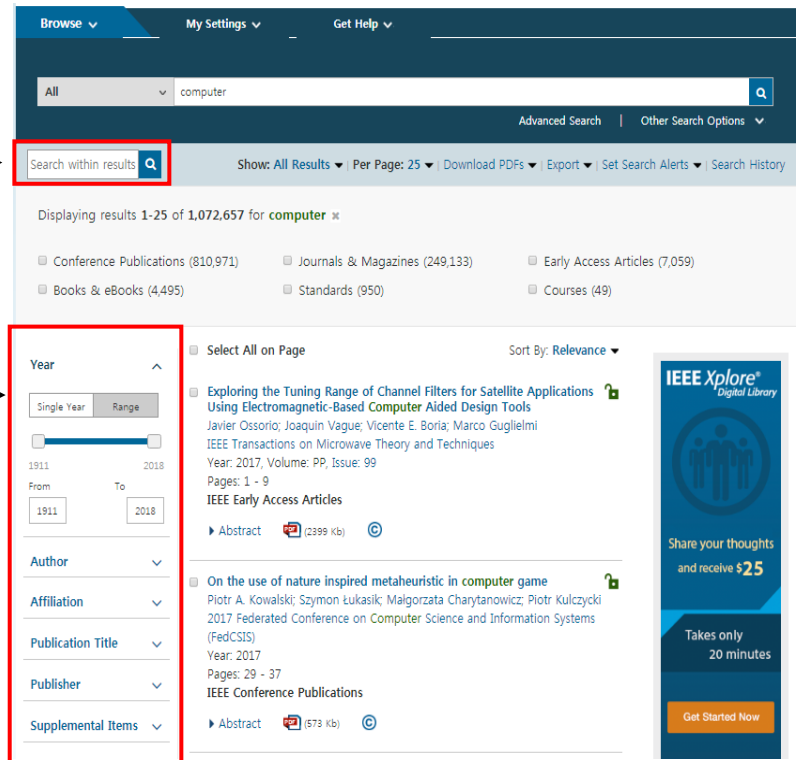 Browse My Settings Get Help
All computer
Advanced Search | Other Search Options
Search within results Show: All Results | Per Page: 25 | Download PDFs | Export | Set Search Alerts | Search History
Displaying results 1-25 of 1,072,657 for computer ×
Conference Publications (810,971) Journals & Magazines (249,133) Early Access Articles (7,059)
Books & eBooks (4,495) Standards (950) Courses (49)
Year
Single Year Range
1911 2018
From To
1911 2018
Author
Affiliation
Publication Title
Publisher
Supplemental Items
Select All on Page Sort By: Relevance
Exploring the Tuning Range of Channel Filters for Satellite Applications
Using Electromagnetic-Based Computer Aided Design Tools
Javier Ossorio; Joaquin Vague; Vicente E. Boria; Marco Guglielmi
IEEE Transactions on Microwave Theory and Techniques
Year: 2017, Volume: PP, Issue: 99
Pages: 1 - 9
IEEE Early Access Articles
Abstract PDF (2399 Kb) ©
On the use of nature inspired metaheuristic in computer game
Piotr A. Kowalski; Szymon Łukasik; Małgorzata Charytanowicz; Piotr Kulczycki
2017 Federated Conference on Computer Science and Information Systems
(FedCSIS)
Year: 2017
Pages: 29 - 37
IEEE Conference Publications
Abstract PDF (573 Kb) ©
IEEE Xplore®
Digital Library
Share your thoughts
and receive $25
Takes only
20 minutes
Get Started Now